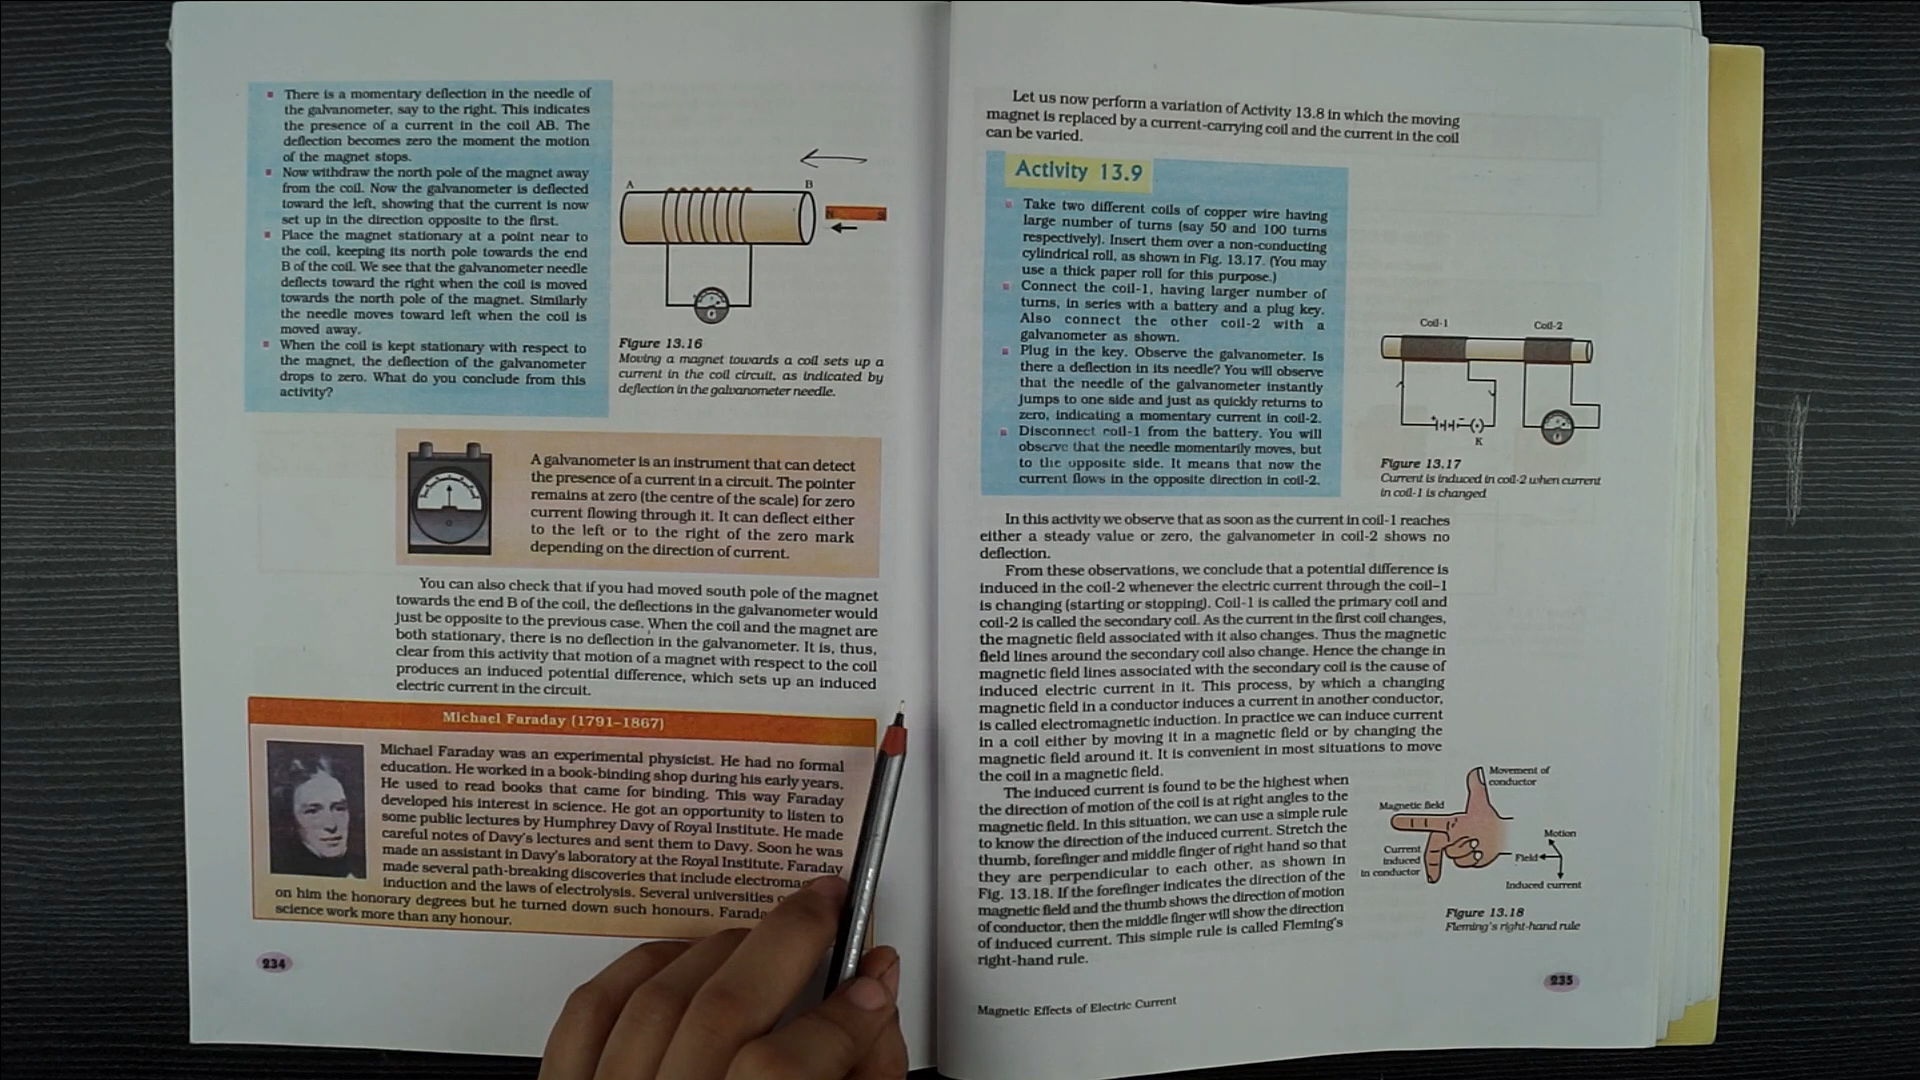 There is a momentary deflection in the needle of
the galvanometer, say to the right. This indicates
the presence of a current in the coil AB. The
deflection becomes zero the moment the motion
of the magnet stops.
Now withdraw the north pole of the magnet away
from the coil. Now the galvanometer is deflected
toward the left, showing that the current is now
set up in the direction opposite to the first.
Place the magnet stationary at a point near to
the coil, keeping its north pole towards the end
B of the coil. We see that the galvanometer needle
deflects toward the right when the coil is moved
towards the north pole of the magnet. Similarly
the needle moves toward left when the coil is
moved away.
When the coil is kept stationary with respect to
the magnet, the deflection of the galvanometer
drops to zero. What do you conclude from this
activity?
A
B
N
S
G
Figure 13.16
Moving a magnet towards a coil sets up a
current in the coil circuit, as indicated by
deflection in the galvanometer needle.
A galvanometer is an instrument that can detect
the presence of a current in a circuit. The pointer
remains at zero (the centre of the scale) for zero
current flowing through it. It can deflect either
to the left or to the right of the zero mark
depending on the direction of current.
You can also check that if you had moved south pole of the magnet
towards the end B of the coil, the deflections in the galvanometer would
just be opposite to the previous case. When the coil and the magnet are
both stationary, there is no deflection in the galvanometer. It is, thus,
clear from this activity that motion of a magnet with respect to the coil
produces an induced potential difference, which sets up an induced
electric current in the circuit.
Michael Faraday (1791–1867)
Michael Faraday was an experimental physicist. He had no formal
education. He worked in a book-binding shop during his early years.
He used to read books that came for binding. This way Faraday
developed his interest in science. He got an opportunity to listen to
some public lectures by Humphrey Davy of Royal Institute. He made
careful notes of Davy's lectures and sent them to Davy. Soon he was
made an assistant in Davy's laboratory at the Royal Institute. Faraday
made several path-breaking discoveries that include
induction and the laws of electrolysis. Several universities
on him the honorary degrees but he turned down such honours.
science work more than any honour.
234
Let us now perform a variation of Activity 13.8 in which the moving
magnet is replaced by a current-carrying coil and the current in the coil
can be varied.
Activity 13.9
Take two different coils of copper wire having
large number of turns (say 50 and 100 turns
respectively). Insert them over a non-conducting
cylindrical roll, as shown in Fig. 13.17. (You may
use a thick paper roll for this purpose.)
Connect the coil-1, having larger number of
turns, in series with a battery and a plug key.
Also connect the other coil-2 with a
galvanometer as shown.
Plug in the key. Observe the galvanometer. Is
there a deflection in its needle? You will observe
that the needle of the galvanometer instantly
jumps to one side and just as quickly returns to
zero, indicating a momentary current in coil-2.
Disconnect coil-1 from the battery. You will
observe that the needle momentarily moves, but
to the opposite side. It means that now the
current flows in the opposite direction in coil-2.
Coil-1
Coil-2
K
G
Figure 13.17
Current is induced in coil-2 when current
in coil-1 is changed
In this activity we observe that as soon as the current in coil-1 reaches
either a steady value or zero, the galvanometer in coil-2 shows no
deflection.
From these observations, we conclude that a potential difference is
induced in the coil-2 whenever the electric current through the coil–1
is changing (starting or stopping). Coil-1 is called the primary coil and
coil-2 is called the secondary coil. As the current in the first coil changes,
the magnetic field associated with it also changes. Thus the magnetic
field lines around the secondary coil also change. Hence the change in
magnetic field lines associated with the secondary coil is the cause of
induced electric current in it. This process, by which a changing
magnetic field in a conductor induces a current in another conductor,
is called electromagnetic induction. In practice we can induce current
in a coil either by moving it in a magnetic field or by changing the
magnetic field around it. It is convenient in most situations to move
the coil in a magnetic field.
The induced current is found to be the highest when
the direction of motion of the coil is at right angles to the
magnetic field. In this situation, we can use a simple rule
to know the direction of the induced current. Stretch the
thumb, forefinger and middle finger of right hand so that
they are perpendicular to each other, as shown in
Fig. 13.18. If the forefinger indicates the direction of the
magnetic field and the thumb shows the direction of motion
of conductor, then the middle finger will show the direction
of induced current. This simple rule is called Fleming's
right-hand rule.
Movement of
conductor
Magnetic field
Current
induced
in conductor
Motion
Field
Induced current
Figure 13.18
Fleming's right-hand rule
Magnetic Effects of Electric Current
235